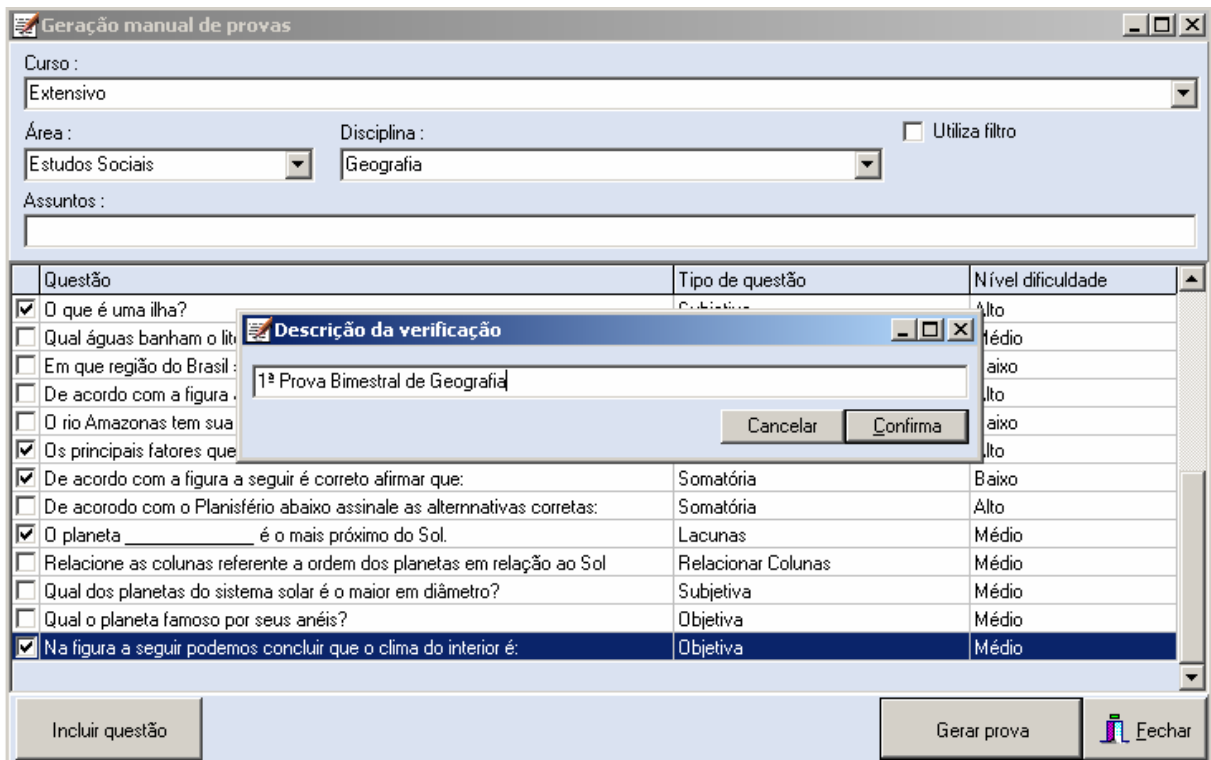 Geração manual de provas
Curso :
Extensivo
Área :
Disciplina :
Utiliza filtro
Estudos Sociais
Geografia
Assuntos :
Questão
Tipo de questão
Nível dificuldade
O que é uma ilha?
Subjetiva
Alto
Qual águas banham o
Médio
Em que região do Brasil
De acordo com a figura
O rio Amazonas tem sua
Os principais fatores que
Descrição da verificação
1ª Prova Bimestral de Geografia
Cancelar
Confirma
De acordo com a figura a seguir é correto afirmar que:
Somatória
Baixo
De acorodo com o Planisfério abaixo assinale as alternnativas corretas:
Somatória
Alto
O planeta _____________ é o mais próximo do Sol.
Lacunas
Médio
Relacione as colunas referente a ordem dos planetas em relação ao Sol
Relacionar Colunas
Médio
Qual dos planetas do sistema solar é o maior em diâmetro?
Subjetiva
Médio
Qual o planeta famoso por seus anéis?
Objetiva
Médio
Na figura a seguir podemos concluir que o clima do interior é:
Objetiva
Médio
Incluir questão
Gerar prova
Fechar